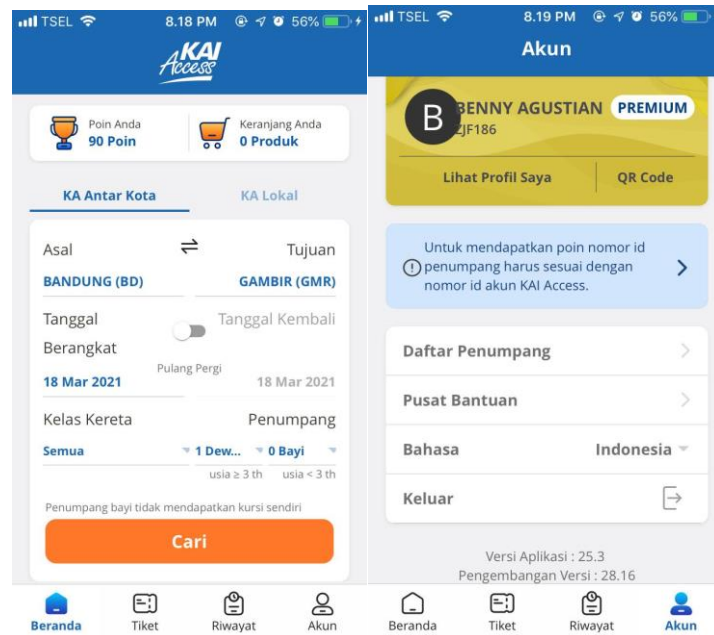 TSEL 8.18 PM 56%
KAI
Access
Poin Anda
90 Poin
Keranjang Anda
0 Produk
KA Antar Kota KA Lokal
Asal ⇌ Tujuan
BANDUNG (BD) GAMBIR (GMR)
Tanggal
Berangkat
Tanggal Kembali
Pulang Pergi
18 Mar 2021 18 Mar 2021
Kelas Kereta Penumpang
Semua 1 Dew... 0 Bayi
usia ≥ 3 th usia < 3 th
Penumpang bayi tidak mendapatkan kursi sendiri
Cari
Beranda Tiket Riwayat Akun
TSEL 8.19 PM 56%
Akun
B
BENNY AGUSTIAN PREMIUM
ZJF186
Lihat Profil Saya QR Code
Untuk mendapatkan poin nomor id
penumpang harus sesuai dengan
nomor id akun KAI Access.
Daftar Penumpang
Pusat Bantuan
Bahasa Indonesia
Keluar
Versi Aplikasi : 25.3
Pengembangan Versi : 28.16
Beranda Tiket Riwayat Akun